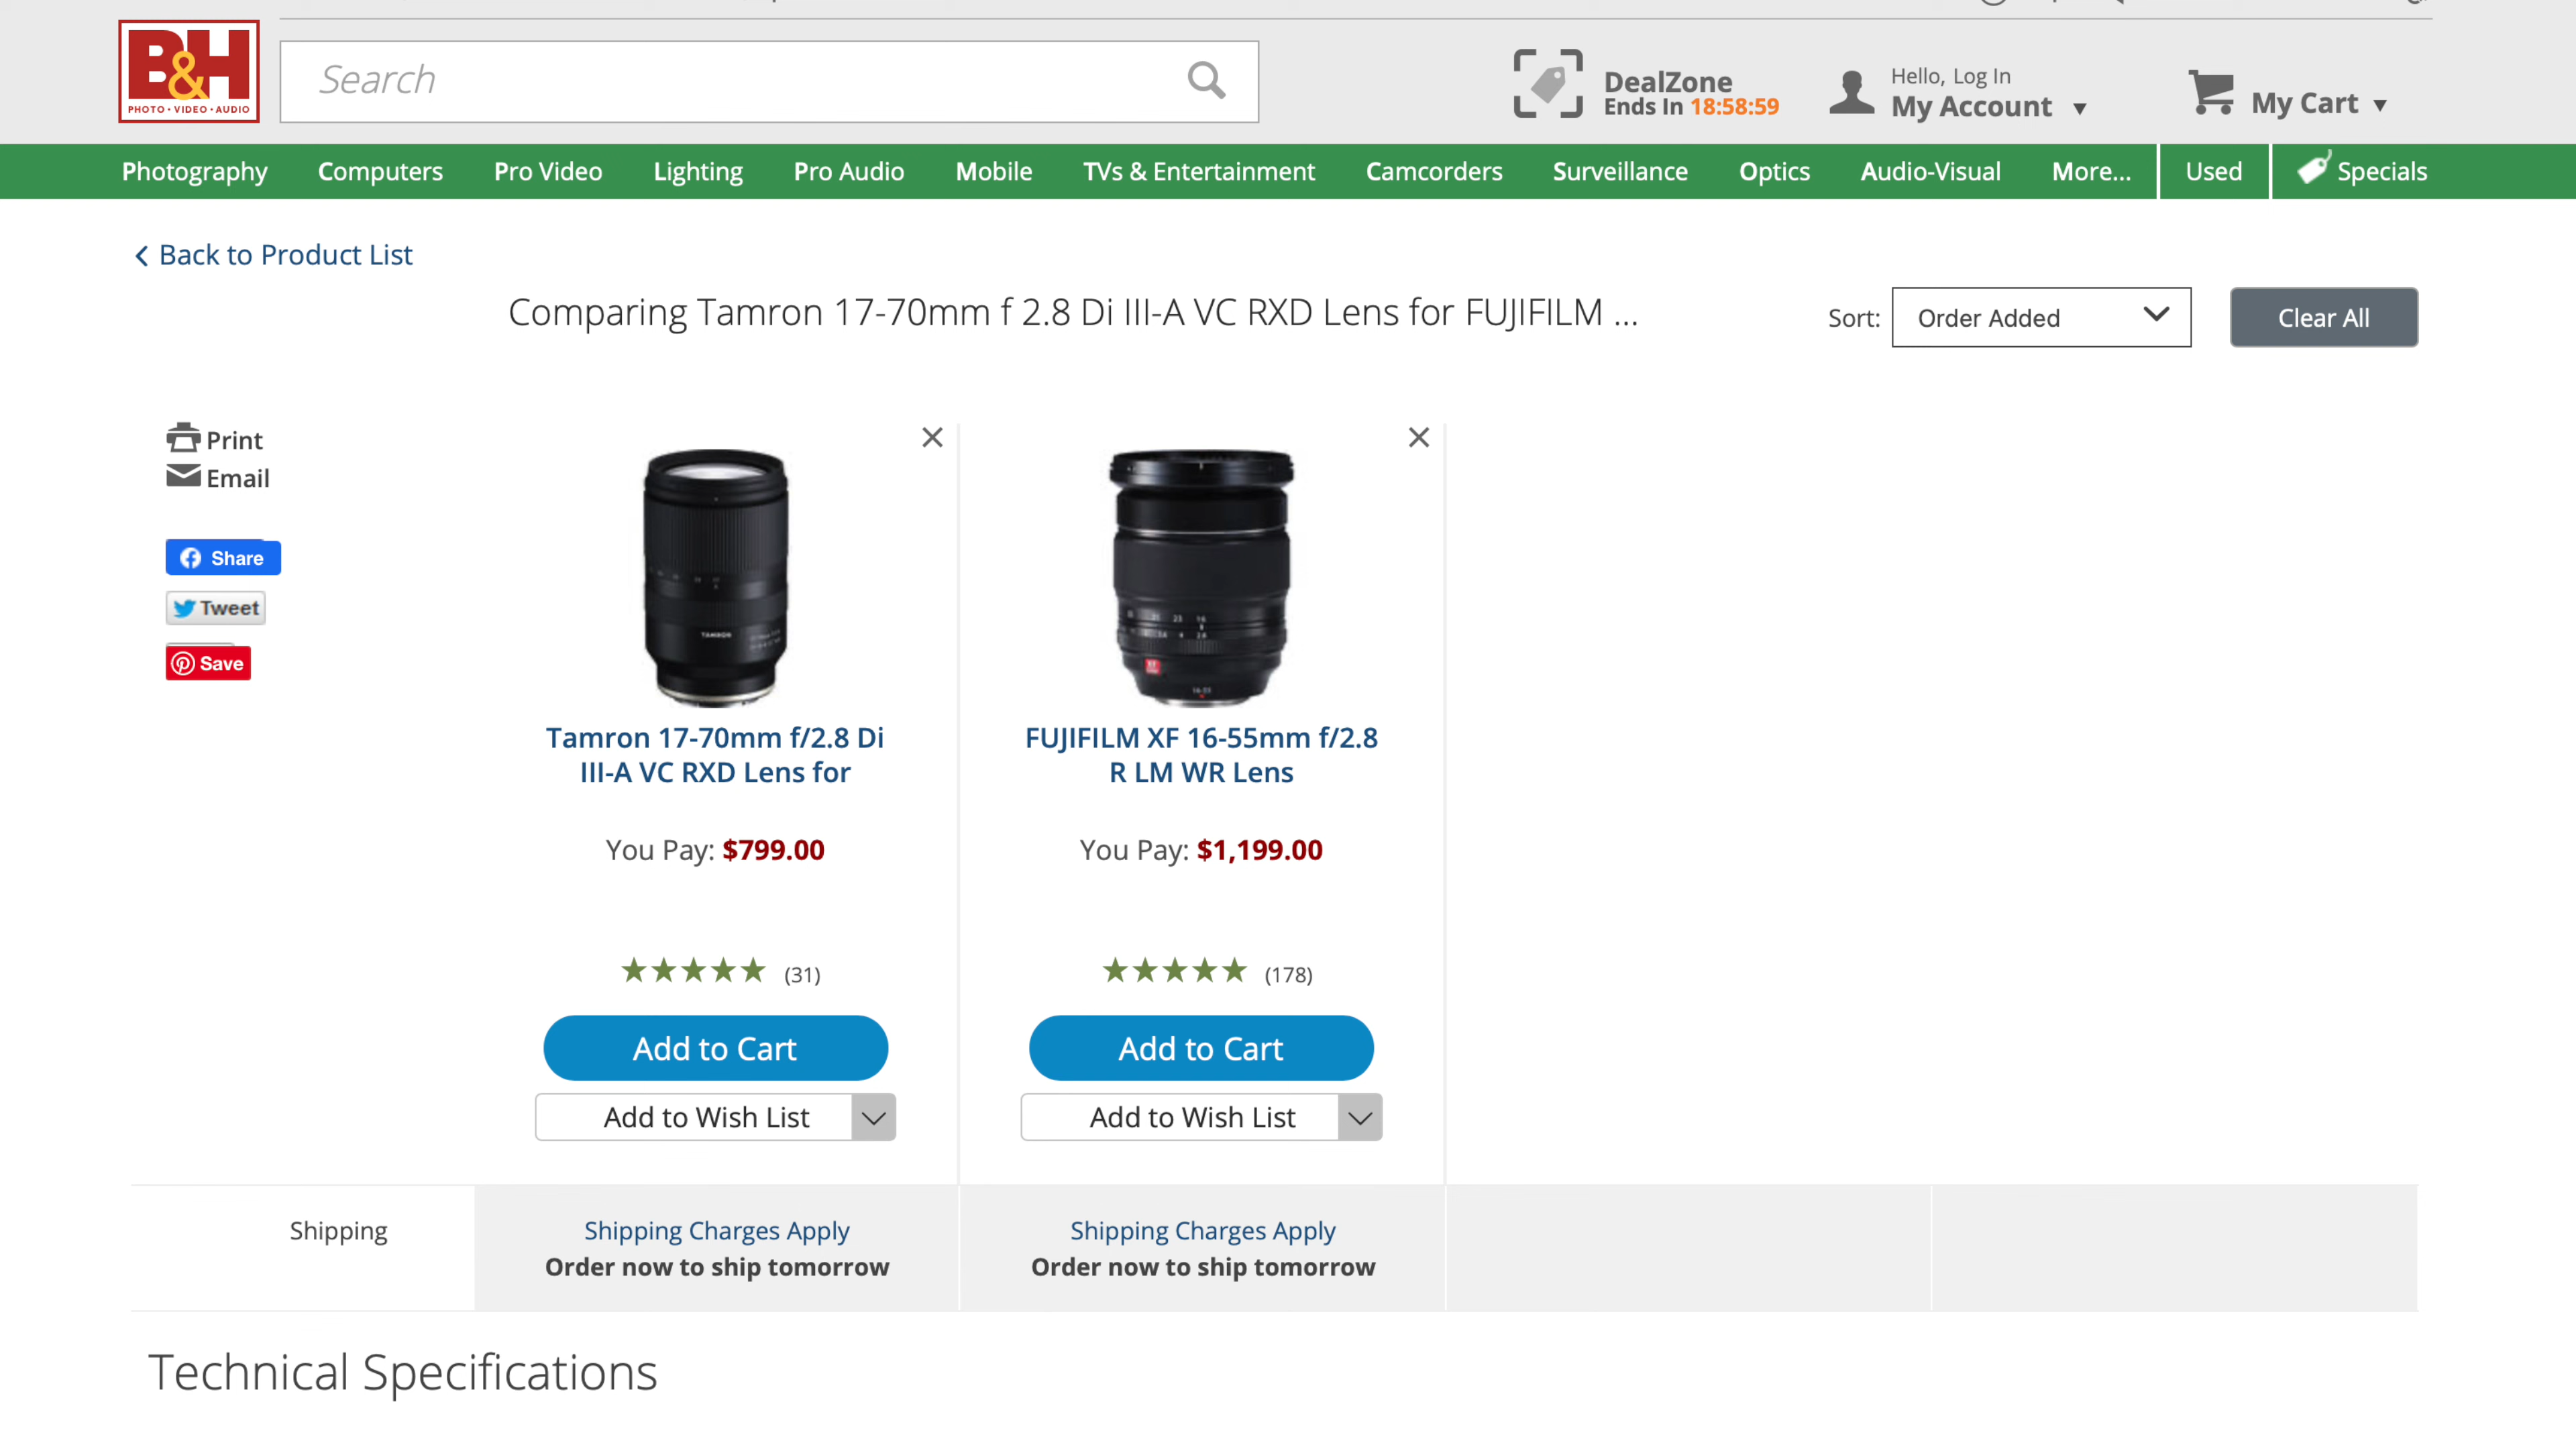 B&H
PHOTO • VIDEO • AUDIO
Search
DealZone
Ends In 18:58:59
Hello, Log In
My Account
My Cart
Photography Computers Pro Video Lighting Pro Audio Mobile TVs & Entertainment Camcorders Surveillance Optics Audio-Visual More... Used Specials
Back to Product List
Comparing Tamron 17-70mm f 2.8 Di III-A VC RXD Lens for FUJIFILM ...
Sort: Order Added
Clear All
Print
Email
Share
Tweet
Save
TAMRON
Tamron 17-70mm f/2.8 Di
III-A VC RXD Lens for
You Pay: $799.00
(31)
Add to Cart
Add to Wish List
23 16
16-55
FUJIFILM XF 16-55mm f/2.8
R LM WR Lens
You Pay: $1,199.00
(178)
Add to Cart
Add to Wish List
Shipping
Shipping Charges Apply
Order now to ship tomorrow
Shipping Charges Apply
Order now to ship tomorrow
Technical Specifications